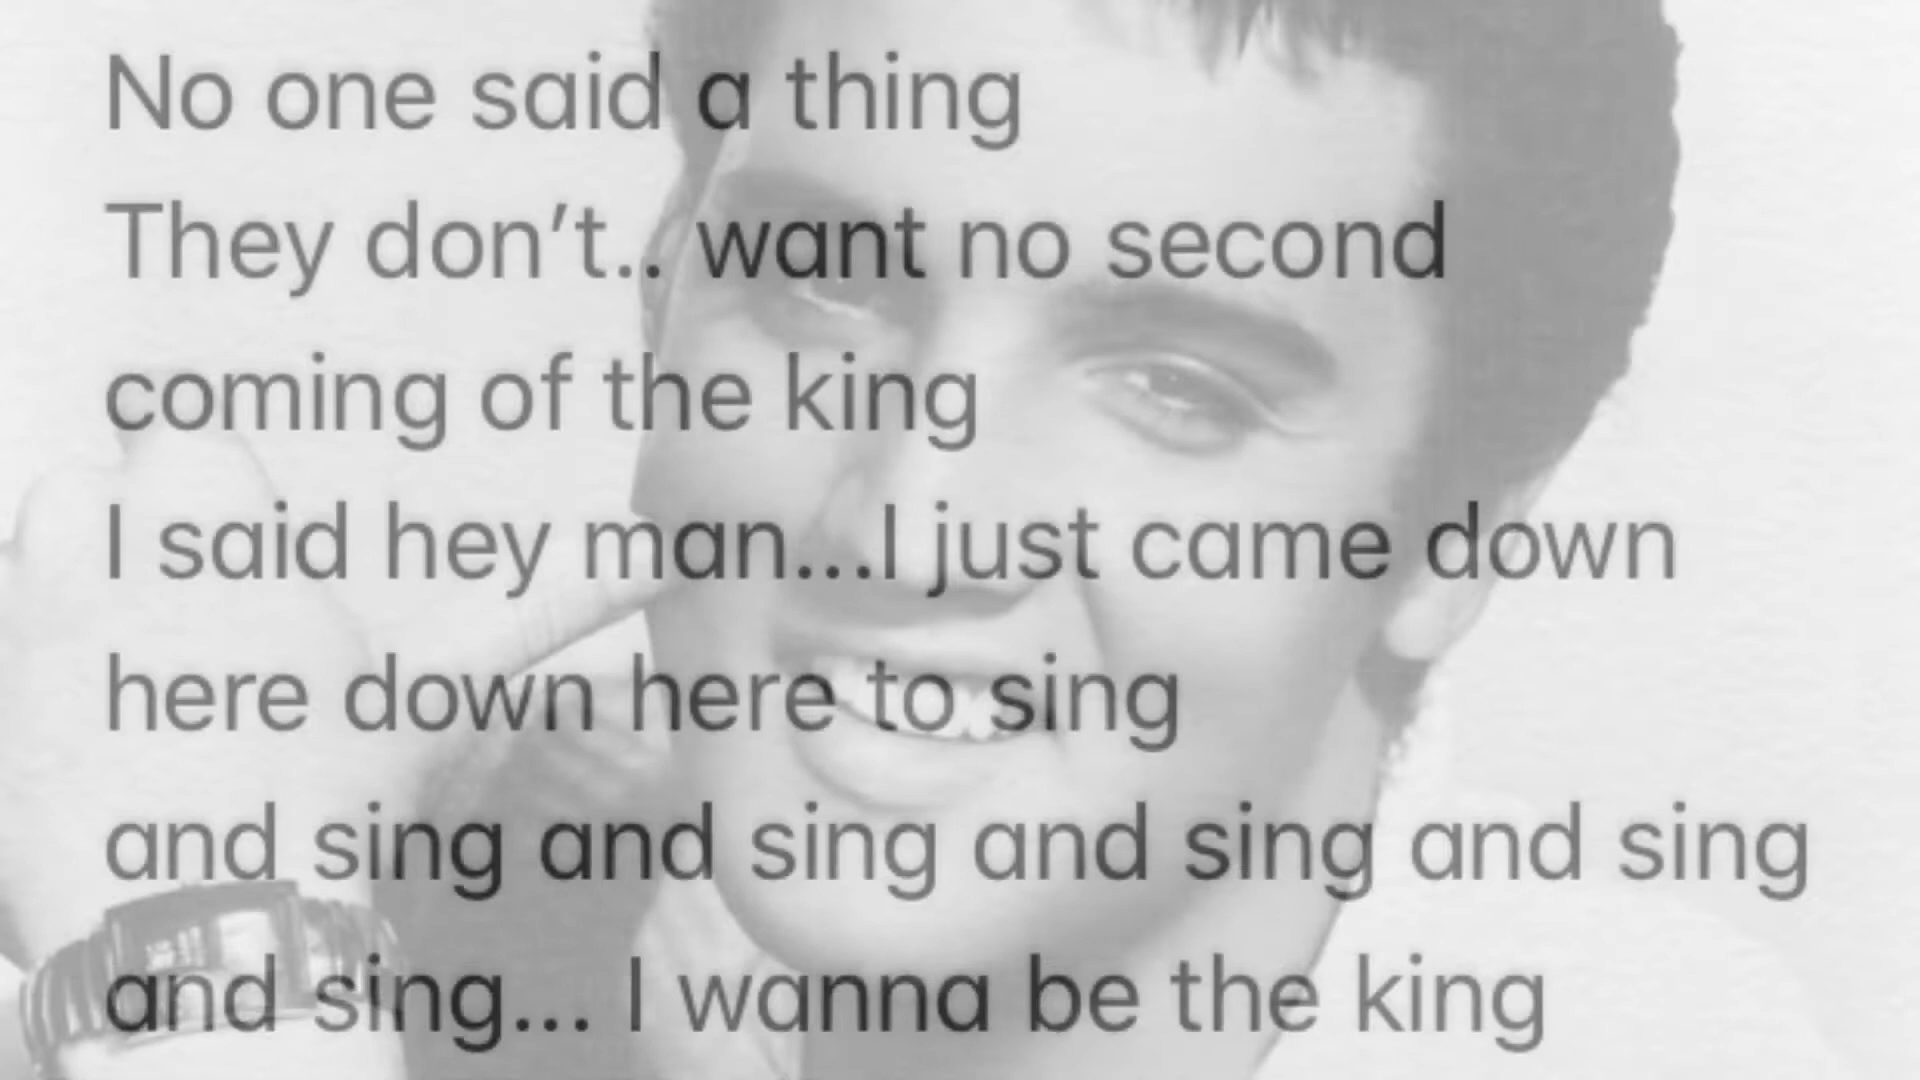 No one said a thing
They don’t.. want no second
coming of the king
I said hey man...I just came down
here down here to sing
and sing and sing and sing and sing
and sing... I wanna be the king